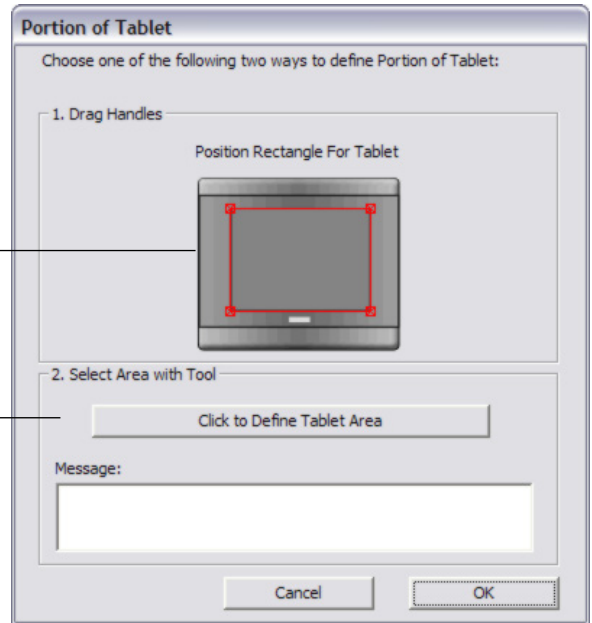 Portion of Tablet
Choose one of the following two ways to define Portion of Tablet:
1. Drag Handles
Position Rectangle For Tablet
2. Select Area with Tool
Click to Define Tablet Area
Message:
Cancel
OK